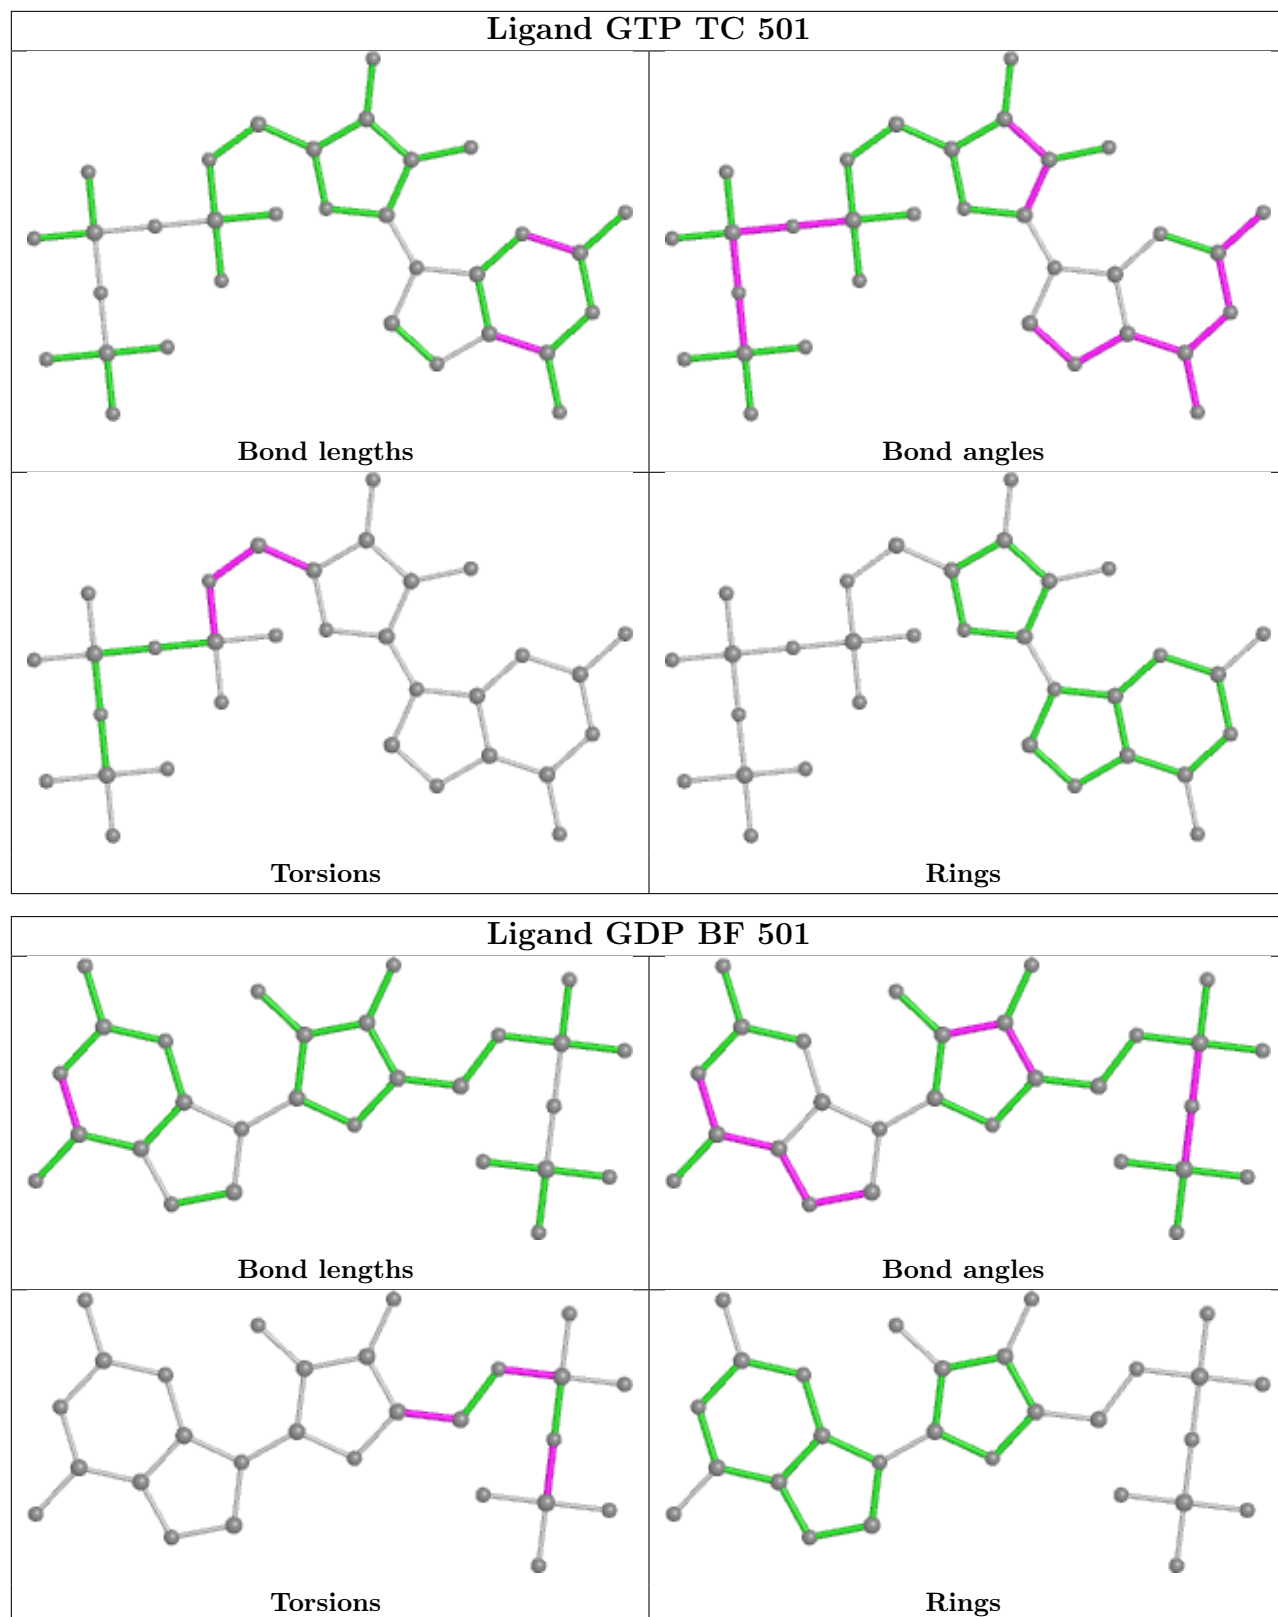 Ligand GTP TC 501
Bond lengths
Bond angles
Torsions
Rings
Ligand GDP BF 501
Bond lengths
Bond angles
Torsions
Rings